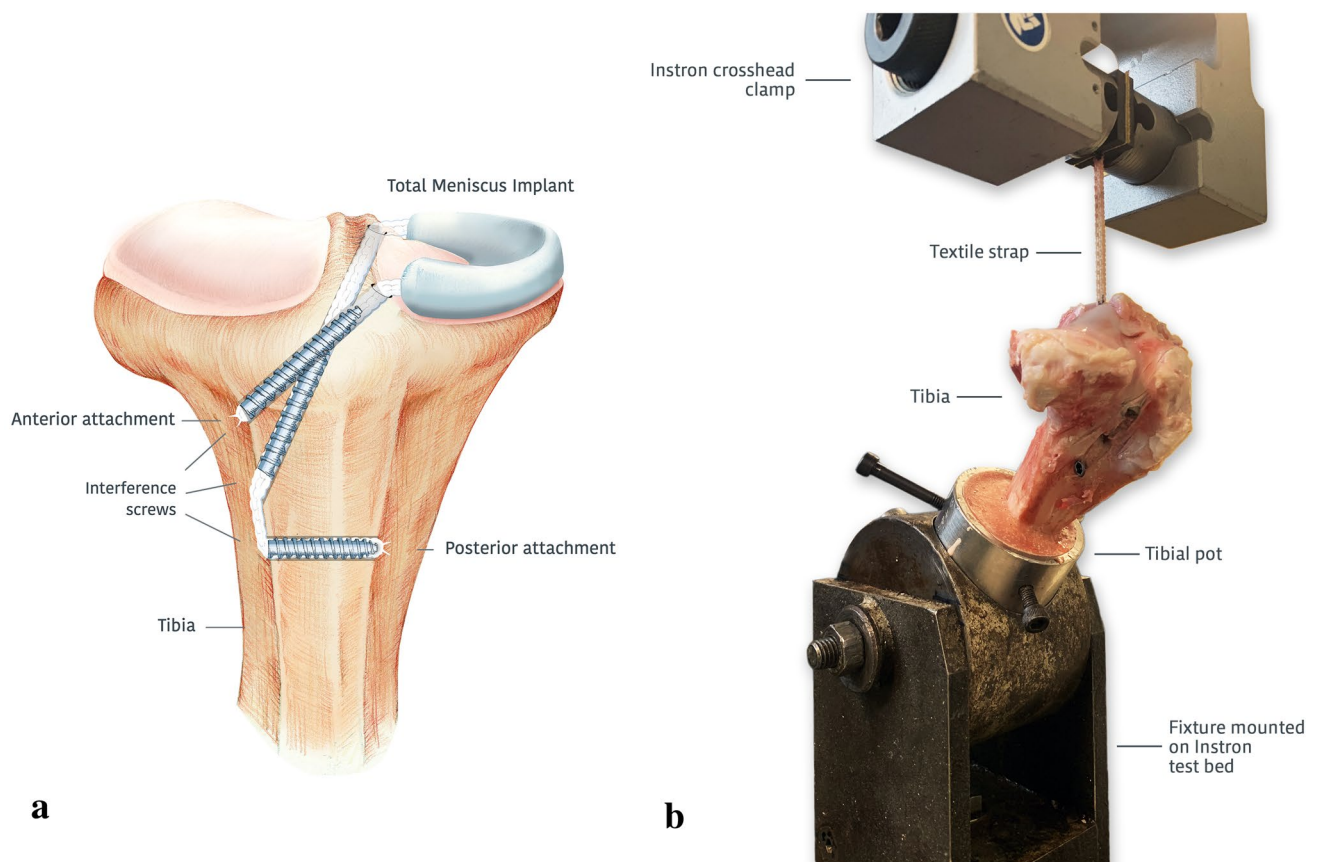 Total Meniscus Implant
Anterior attachment
Interference
screws
Posterior attachment
Tibia
a
Instron crosshead
clamp
Textile strap
Tibia
Tibial pot
Fixture mounted
on Instron
test bed
b